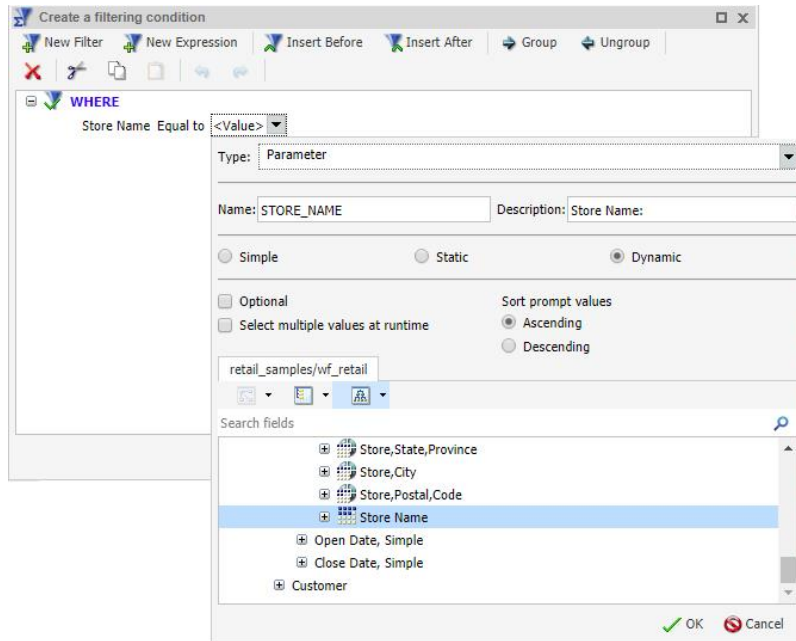 Create a filtering condition
New Filter New Expression Insert Before Insert After Group Ungroup
WHERE
Store Name Equal to <Value>
Type: Parameter
Name: STORE_NAME Description: Store Name:
Simple Static Dynamic
Optional Sort prompt values
Select multiple values at runtime Ascending
Descending
retail_samples/wf_retail
Search fields
Store,State,Province
Store,City
Store,Postal,Code
Store Name
Open Date, Simple
Close Date, Simple
Customer
OK Cancel